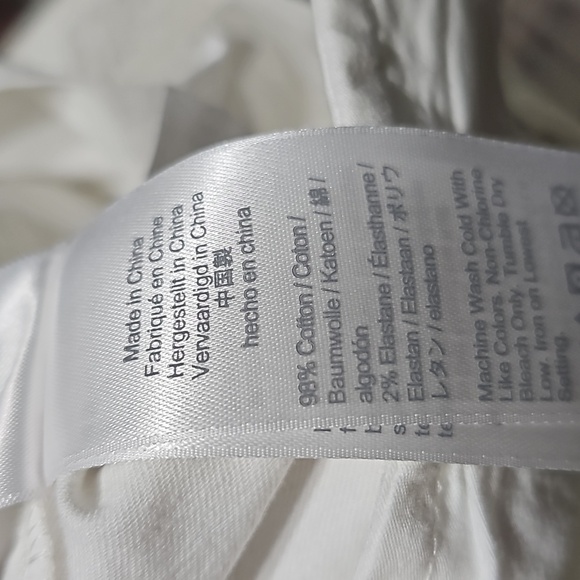 Made in China
Fabriqué en Chine
Hergestellt in China
Vervaardigd in China
中国製
hecho en china
98% Cotton / Coton /
Baumwolle / Katoen / 綿 /
algodón
2% Elastane / Élasthanne /
Elastan / Elastaan / ポリウ
レタン / elastano
Machine Wash Cold With
Like Colors. Non-Chlorine
Bleach Only. Tumble Dry
Low. Iron on Lowest
Setting.